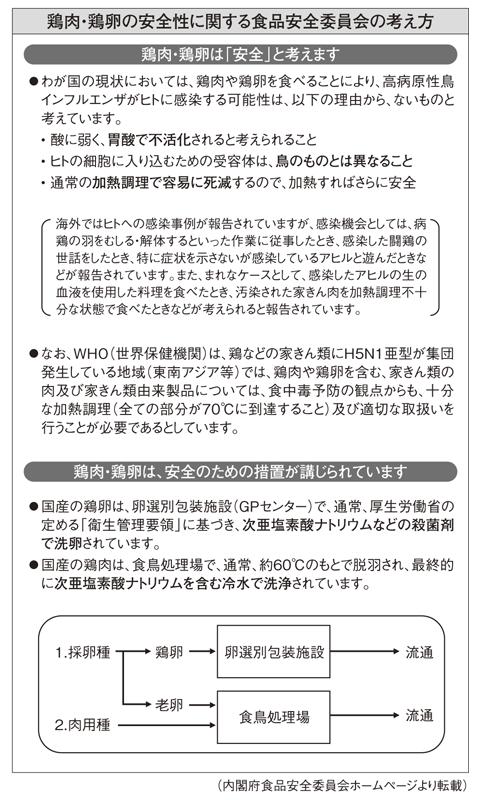 鶏肉・鶏卵の安全性に関する食品安全委員会の考え方
鶏肉・鶏卵は「安全」と考えます
●わが国の現状においては、鶏肉や鶏卵を食べることにより、高病原性鳥
インフルエンザがヒトに感染する可能性は、以下の理由から、ないものと
考えています。
・酸に弱く、胃酸で不活化されると考えられること
・ヒトの細胞に入り込むための受容体は、鳥のものとは異なること
・通常の加熱調理で容易に死滅するので、加熱すればさらに安全
海外ではヒトへの感染事例が報告されていますが、感染機会としては、病
鶏の羽をむしる・解体するといった作業に従事したとき、感染した闘鶏の
世話をしたとき、特に症状を示さないが感染しているアヒルと遊んだときな
どが報告されています。また、まれなケースとして、感染したアヒルの生の
血液を使用した料理を食べたとき、汚染された家きん肉を加熱調理不十
分な状態で食べたときなどが考えられると報告されています。
●なお、WHO（世界保健機関）は、鶏などの家きん類にH5N1亜型が集団
発生している地域（東南アジア等）では、鶏肉や鶏卵を含む、家きん類の
肉及び家きん類由来製品については、食中毒予防の観点からも、十分
な加熱調理（全ての部分が70℃に到達すること）及び適切な取扱いを
行うことが必要であるとしています。
鶏肉・鶏卵は、安全のための措置が講じられています
●国産の鶏卵は、卵選別包装施設（GPセンター）で、通常、厚生労働省の
定める「衛生管理要領」に基づき、次亜塩素酸ナトリウムなどの殺菌剤
で洗卵されています。
●国産の鶏肉は、食鳥処理場で、通常、約60℃のもとで脱羽され、最終的
に次亜塩素酸ナトリウムを含む冷水で洗浄されています。
1.採卵種 鶏卵 卵選別包装施設 流通
老卵
2.肉用種 食鳥処理場 流通
（内閣府食品安全委員会ホームページより転載）